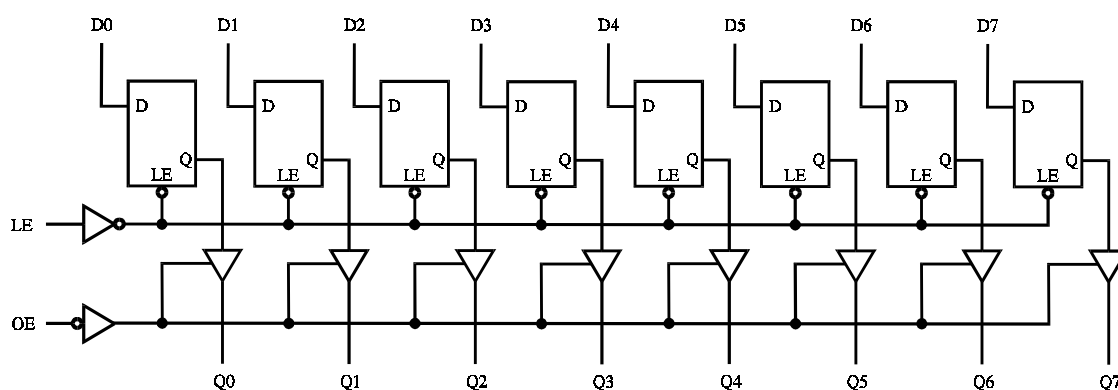 D0 D1 D2 D3 D4 D5 D6 D7
D D D D D D D D
Q Q Q Q Q Q Q Q
LE LE LE LE LE LE LE LE
LE
OE
Q0 Q1 Q2 Q3 Q4 Q5 Q6 Q7